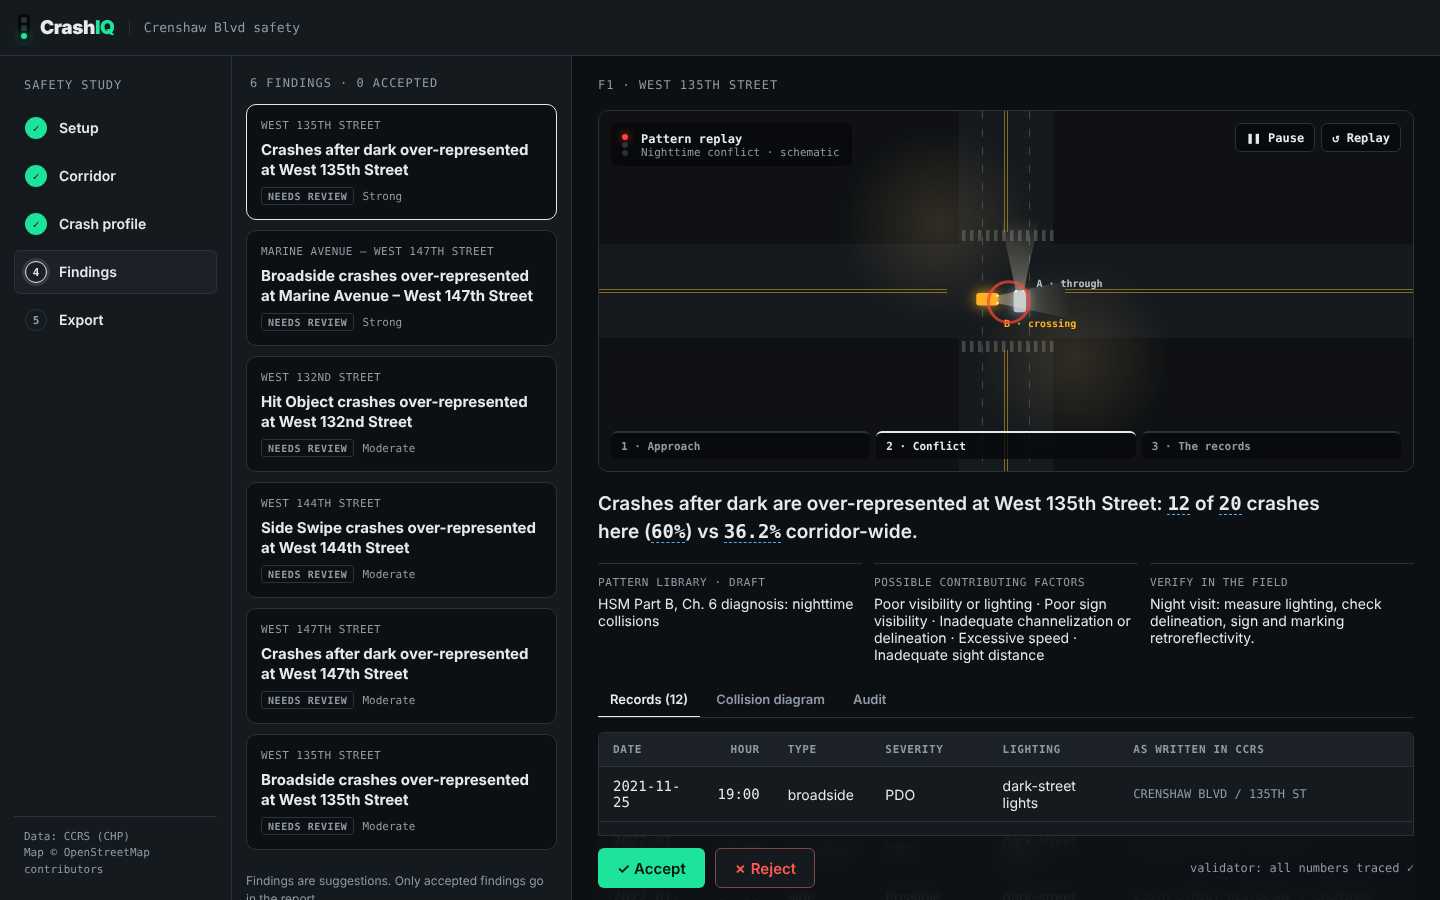 CrashIQ
Crenshaw Blvd safety
SAFETY STUDY
✓ Setup
✓ Corridor
✓ Crash profile
4 Findings
5 Export
Data: CCRS (CHP)
Map © OpenStreetMap
contributors
6 FINDINGS · 0 ACCEPTED
WEST 135TH STREET
Crashes after dark over-represented
at West 135th Street
NEEDS REVIEW Strong
MARINE AVENUE — WEST 147TH STREET
Broadside crashes over-represented
at Marine Avenue – West 147th Street
NEEDS REVIEW Strong
WEST 132ND STREET
Hit Object crashes over-represented
at West 132nd Street
NEEDS REVIEW Moderate
WEST 144TH STREET
Side Swipe crashes over-represented
at West 144th Street
NEEDS REVIEW Moderate
WEST 147TH STREET
Crashes after dark over-represented
at West 147th Street
NEEDS REVIEW Moderate
WEST 135TH STREET
Broadside crashes over-represented
at West 135th Street
NEEDS REVIEW Moderate
Findings are suggestions. Only accepted findings go
in the report.
F1 · WEST 135TH STREET
Pattern replay
Nighttime conflict · schematic
Pause
↺ Replay
A · through
B · crossing
1 · Approach
2 · Conflict
3 · The records
Crashes after dark are over-represented at West 135th Street: 12 of 20 crashes
here (60%) vs 36.2% corridor-wide.
PATTERN LIBRARY · DRAFT
HSM Part B, Ch. 6 diagnosis: nighttime
collisions
POSSIBLE CONTRIBUTING FACTORS
Poor visibility or lighting · Poor sign
visibility · Inadequate channelization or
delineation · Excessive speed ·
Inadequate sight distance
VERIFY IN THE FIELD
Night visit: measure lighting, check
delineation, sign and marking
retroreflectivity.
Records (12) Collision diagram Audit
DATE HOUR TYPE SEVERITY LIGHTING AS WRITTEN IN CCRS
2021-11-25 19:00 broadside PDO dark-street lights CRENSHAW BLVD / 135TH ST
✓ Accept
✕ Reject
validator: all numbers traced ✓